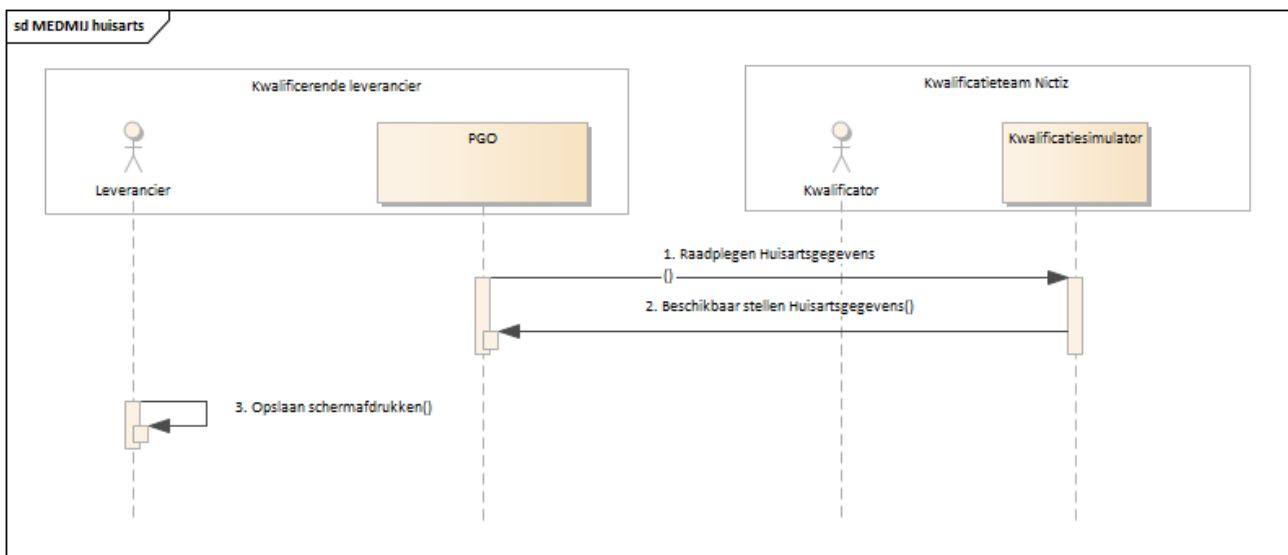 sd MEDMIJ huisarts
Kwalificerende leverancier
Kwalificatieteam Nictiz
PGO
Kwalificatiesimulator
Leverancier
Kwalificator
1. Raadplegen Huisartsgegevens
()
2. Beschikbaar stellen Huisartsgegevens()
3. Opslaan schermafdrukken()